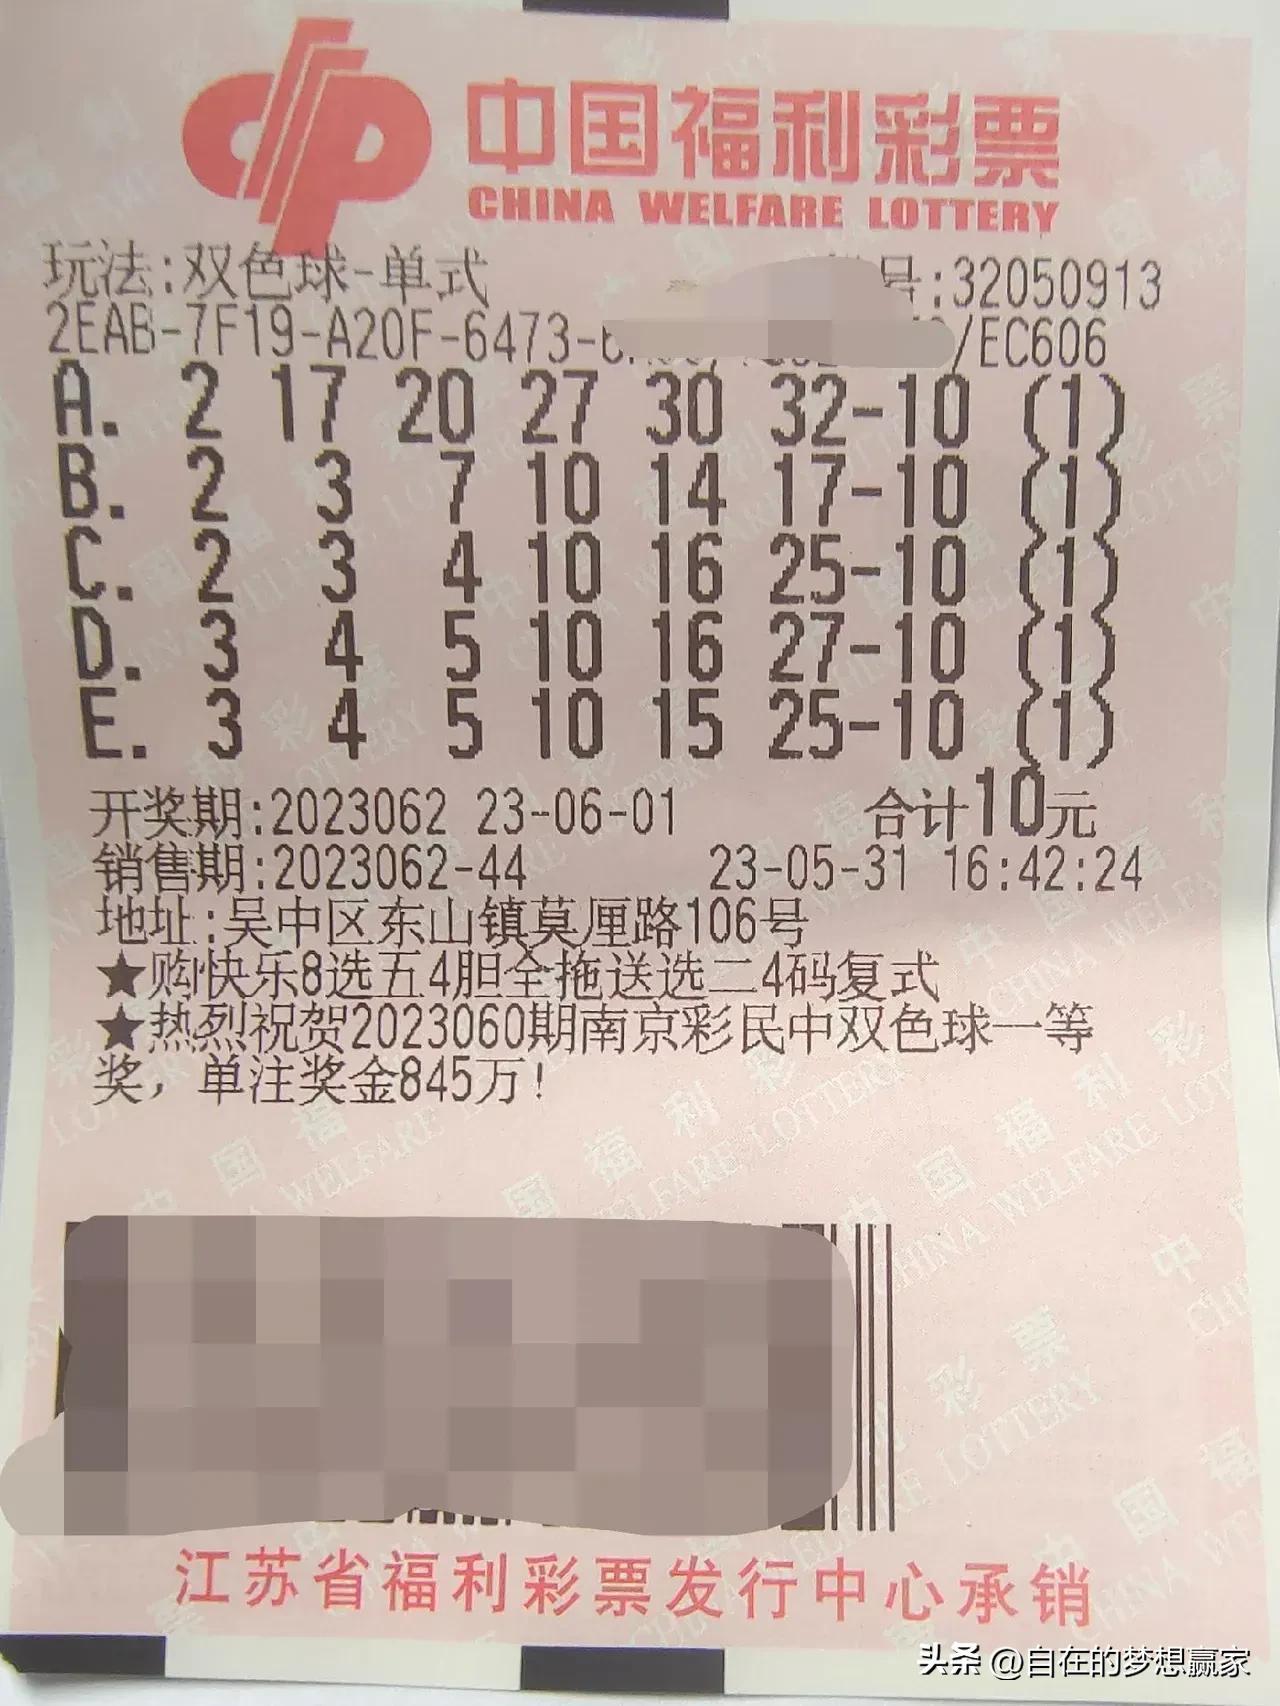 中国福利彩票
CHINA WELFARE LOTTERY
玩法:双色球-单式 号:32050913
2EAB-7F19-A20F-6473- /EC606
A. 2 17 20 27 30 32-10 (1)
B. 2 3 7 10 14 17-10 (1)
C. 2 3 4 10 16 25-10 (1)
D. 3 4 5 10 16 27-10 (1)
E. 3 4 5 10 15 25-10 (1)
开奖期:2023062 23-06-01 合计10元
销售期:2023062-44 23-05-31 16:42:24
地址:吴中区东山镇莫厘路106号
★购快乐8选五4胆全拖送选二4码复式
★热烈祝贺2023060期南京彩民中双色球一等
奖，单注奖金845万!
江苏省福利彩票发行中心承销
头条 @自在的梦想赢家